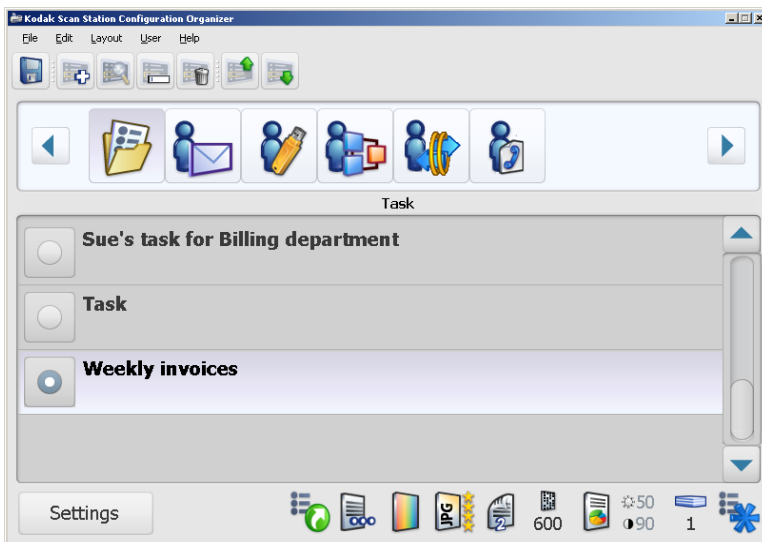 Kodak Scan Station Configuration Organizer
File Edit Layout User Help
Task
Sue's task for Billing department
Task
Weekly invoices
Settings
JPG
2
600
50
90
1